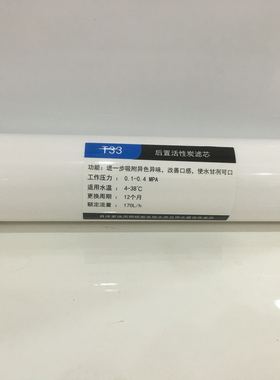 T33 后置活性炭滤芯
功能：进一步吸附异色异味，改善口感，使水甘冽可口
工作压力：0.1-0.4 MPA
适用水温：4-38℃
更换周期：12个月
额定流量：170L/h